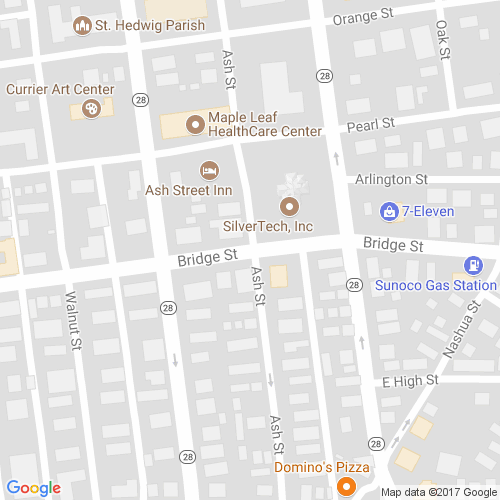 Orange St
St. Hedwig Parish
Oak St
Ash St
28
Currier Art Center
28
Maple Leaf
HealthCare Center
Pearl St
Ash Street Inn
Arlington St
7-Eleven
SilverTech, Inc
Bridge St
Bridge St
Ash St
Sunoco Gas Station
28
28
Walnut St
Nashua St
E High St
Ash St
28
28
Domino's Pizza
Google
Map data ©2017 Google